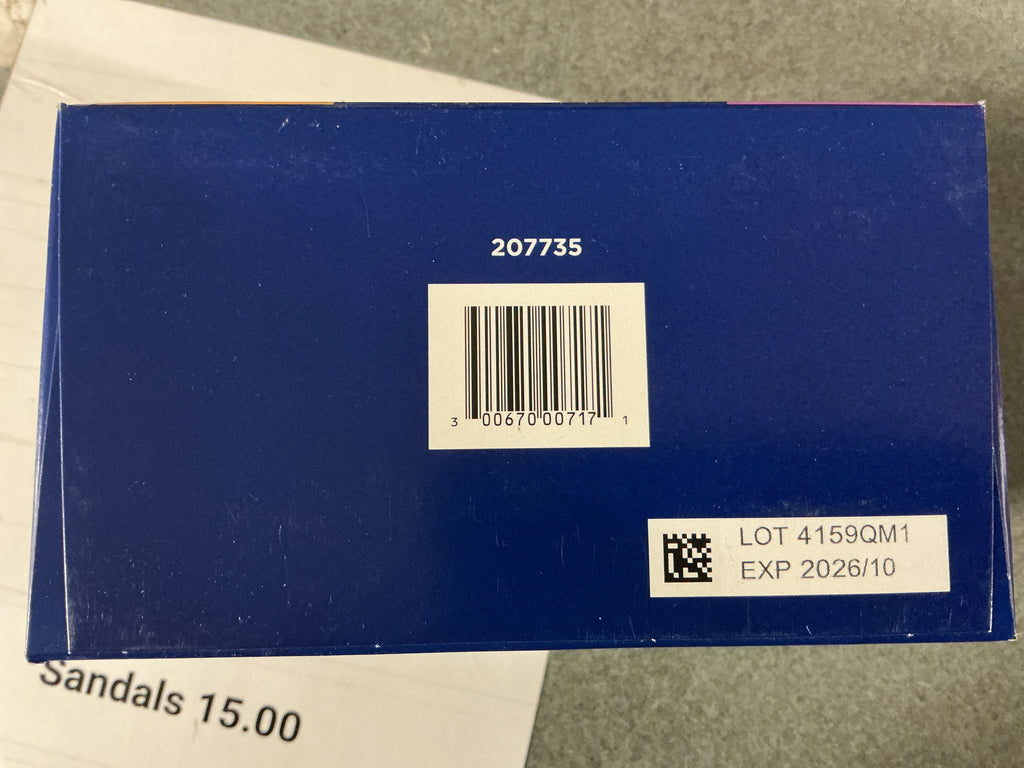 207735
3 00670 00717 1
LOT 4159QM1
EXP 2026/10
Sandals 15.00